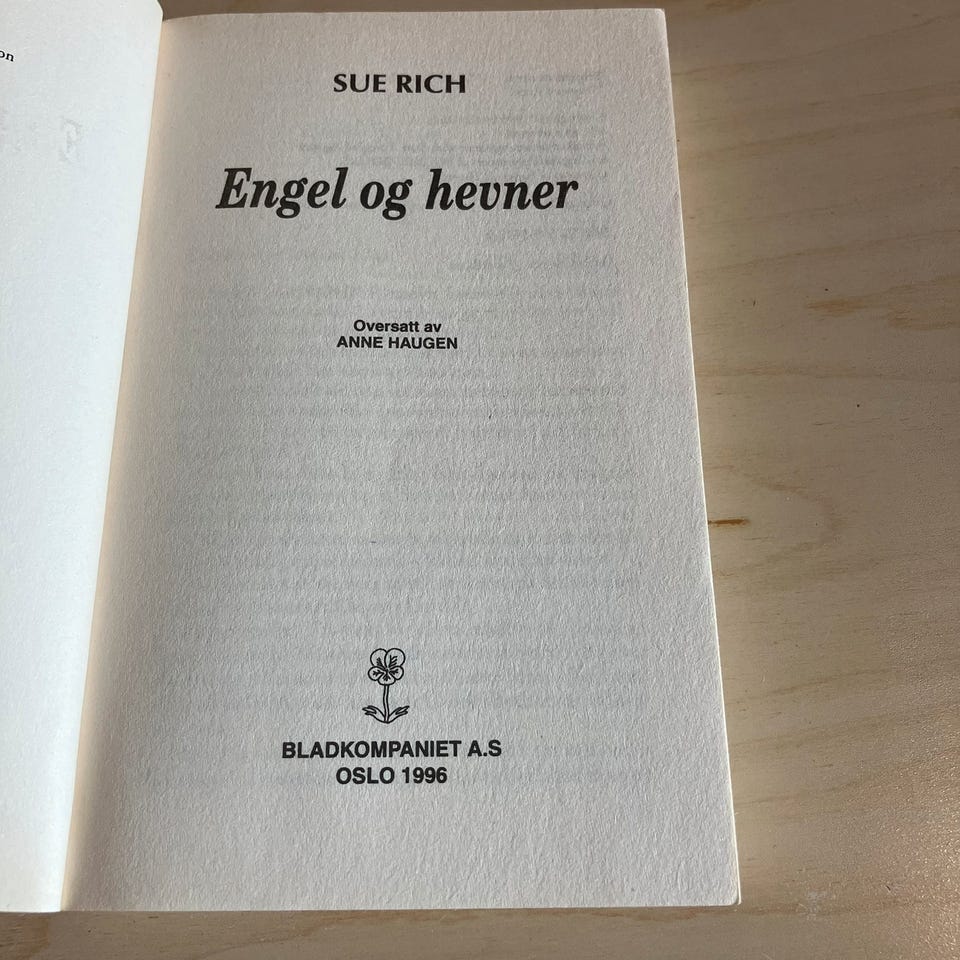 SUE RICH
Engel og hevner
Oversatt av
ANNE HAUGEN
BLADKOMPANIET A.S
OSLO 1996